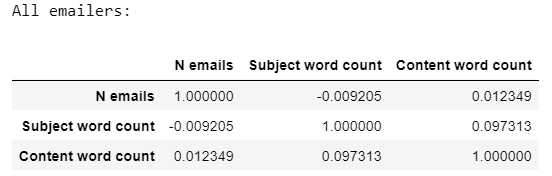 All emailers:
N emails Subject word count Content word count
N emails 1.000000 -0.009205 0.012349
Subject word count -0.009205 1.000000 0.097313
Content word count 0.012349 0.097313 1.000000